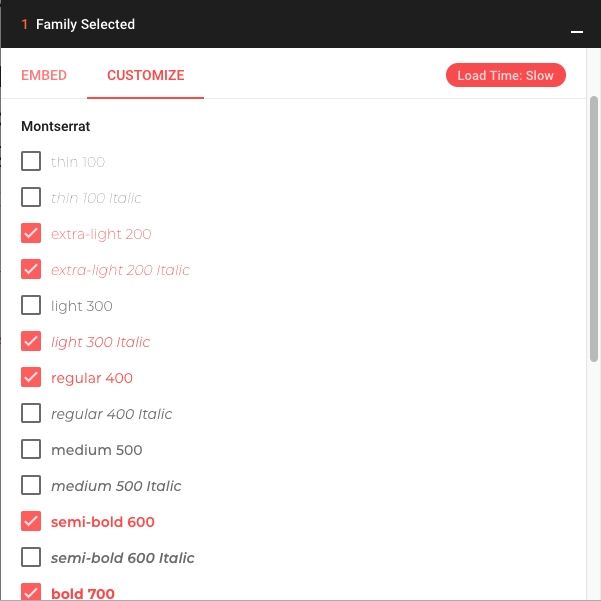 1 Family Selected
EMBED CUSTOMIZE Load Time: Slow
Montserrat
thin 100
thin 100 Italic
extra-light 200
extra-light 200 Italic
light 300
light 300 Italic
regular 400
regular 400 Italic
medium 500
medium 500 Italic
semi-bold 600
semi-bold 600 Italic
bold 700